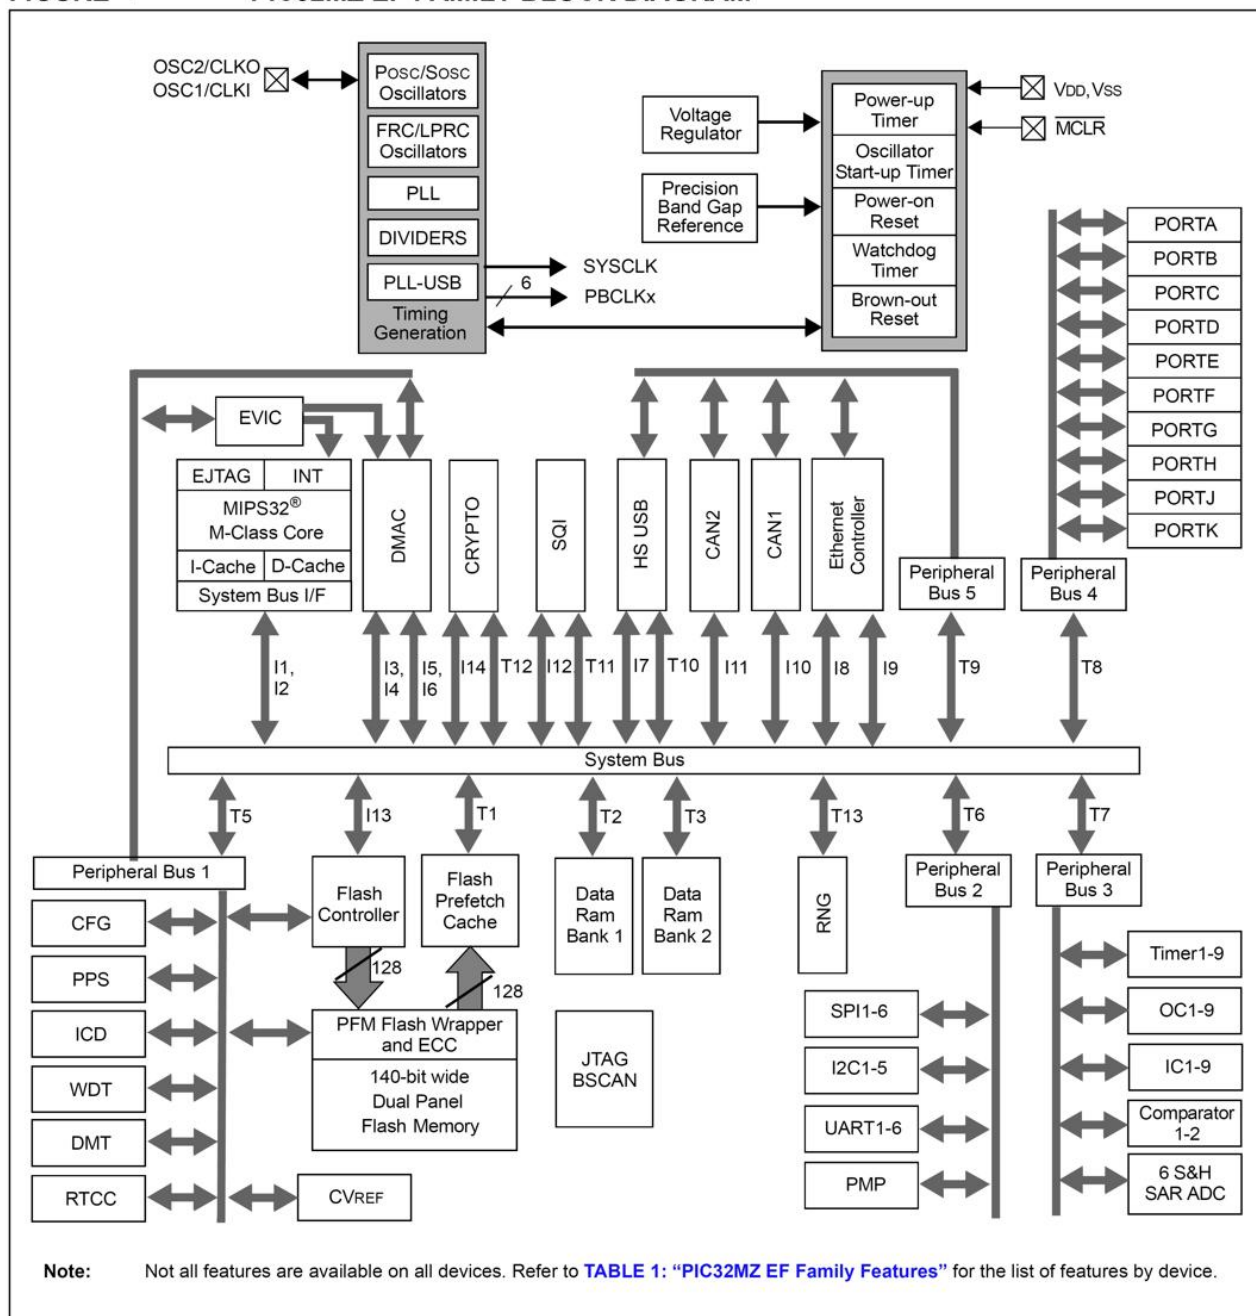 OSC2/CLKO
OSC1/CLKI
POSC/SOSC
Oscillators
FRC/LPRC
Oscillators
PLL
DIVIDERS
PLL-USB
Timing
Generation
6
SYSCLK
PBCLKx
Voltage
Regulator
Precision
Band Gap
Reference
Power-up
Timer
Oscillator
Start-up Timer
Power-on
Reset
Watchdog
Timer
Brown-out
Reset
VDD, VSS
MCLR
PORTA
PORTB
PORTC
PORTD
PORTE
PORTF
PORTG
PORTH
PORTJ
PORTK
EVIC
EJTAG
INT
MIPS32®
M-Class Core
I-Cache
D-Cache
System Bus I/F
DMAC
CRYPTO
SQI
HS USB
CAN2
CAN1
Ethernet
Controller
Peripheral
Bus 5
Peripheral
Bus 4
I1,
I2
I3,
I4
I5,
I6
I14
T12
I12
T11
I7
T10
I11
I10
I8
I9
T9
T8
System Bus
T5
I13
T1
T2
T3
T13
T6
T7
Peripheral Bus 1
Flash
Controller
Flash
Prefetch
Cache
Data
Ram
Bank 1
Data
Ram
Bank 2
RNG
Peripheral
Bus 2
Peripheral
Bus 3
CFG
PPS
ICD
WDT
DMT
RTCC
128
128
PFM Flash Wrapper
and ECC
140-bit wide
Dual Panel
Flash Memory
CVREF
JTAG
BSCAN
SPI1-6
I2C1-5
UART1-6
PMP
Timer1-9
OC1-9
IC1-9
Comparator
1-2
6 S&H
SAR ADC
Note: Not all features are available on all devices. Refer to TABLE 1: “PIC32MZ EF Family Features” for the list of features by device.